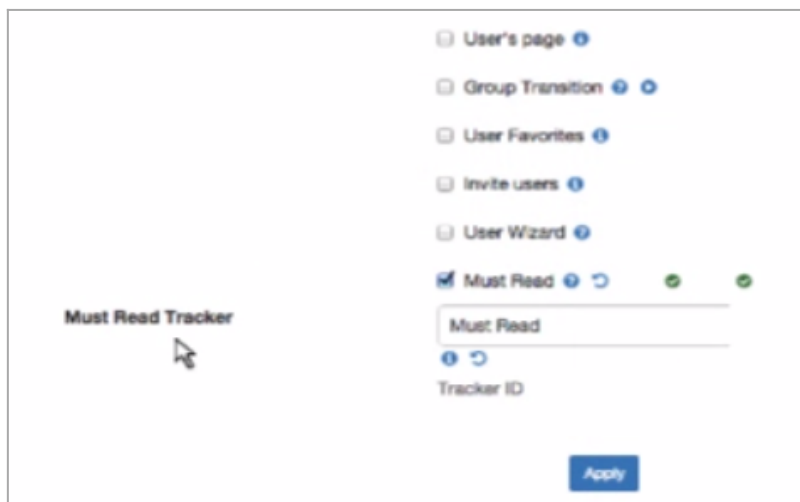 User's page
Group Transition
User Favorites
Invite users
User Wizard
Must Read
Must Read Tracker
Must Read
Tracker ID
Apply